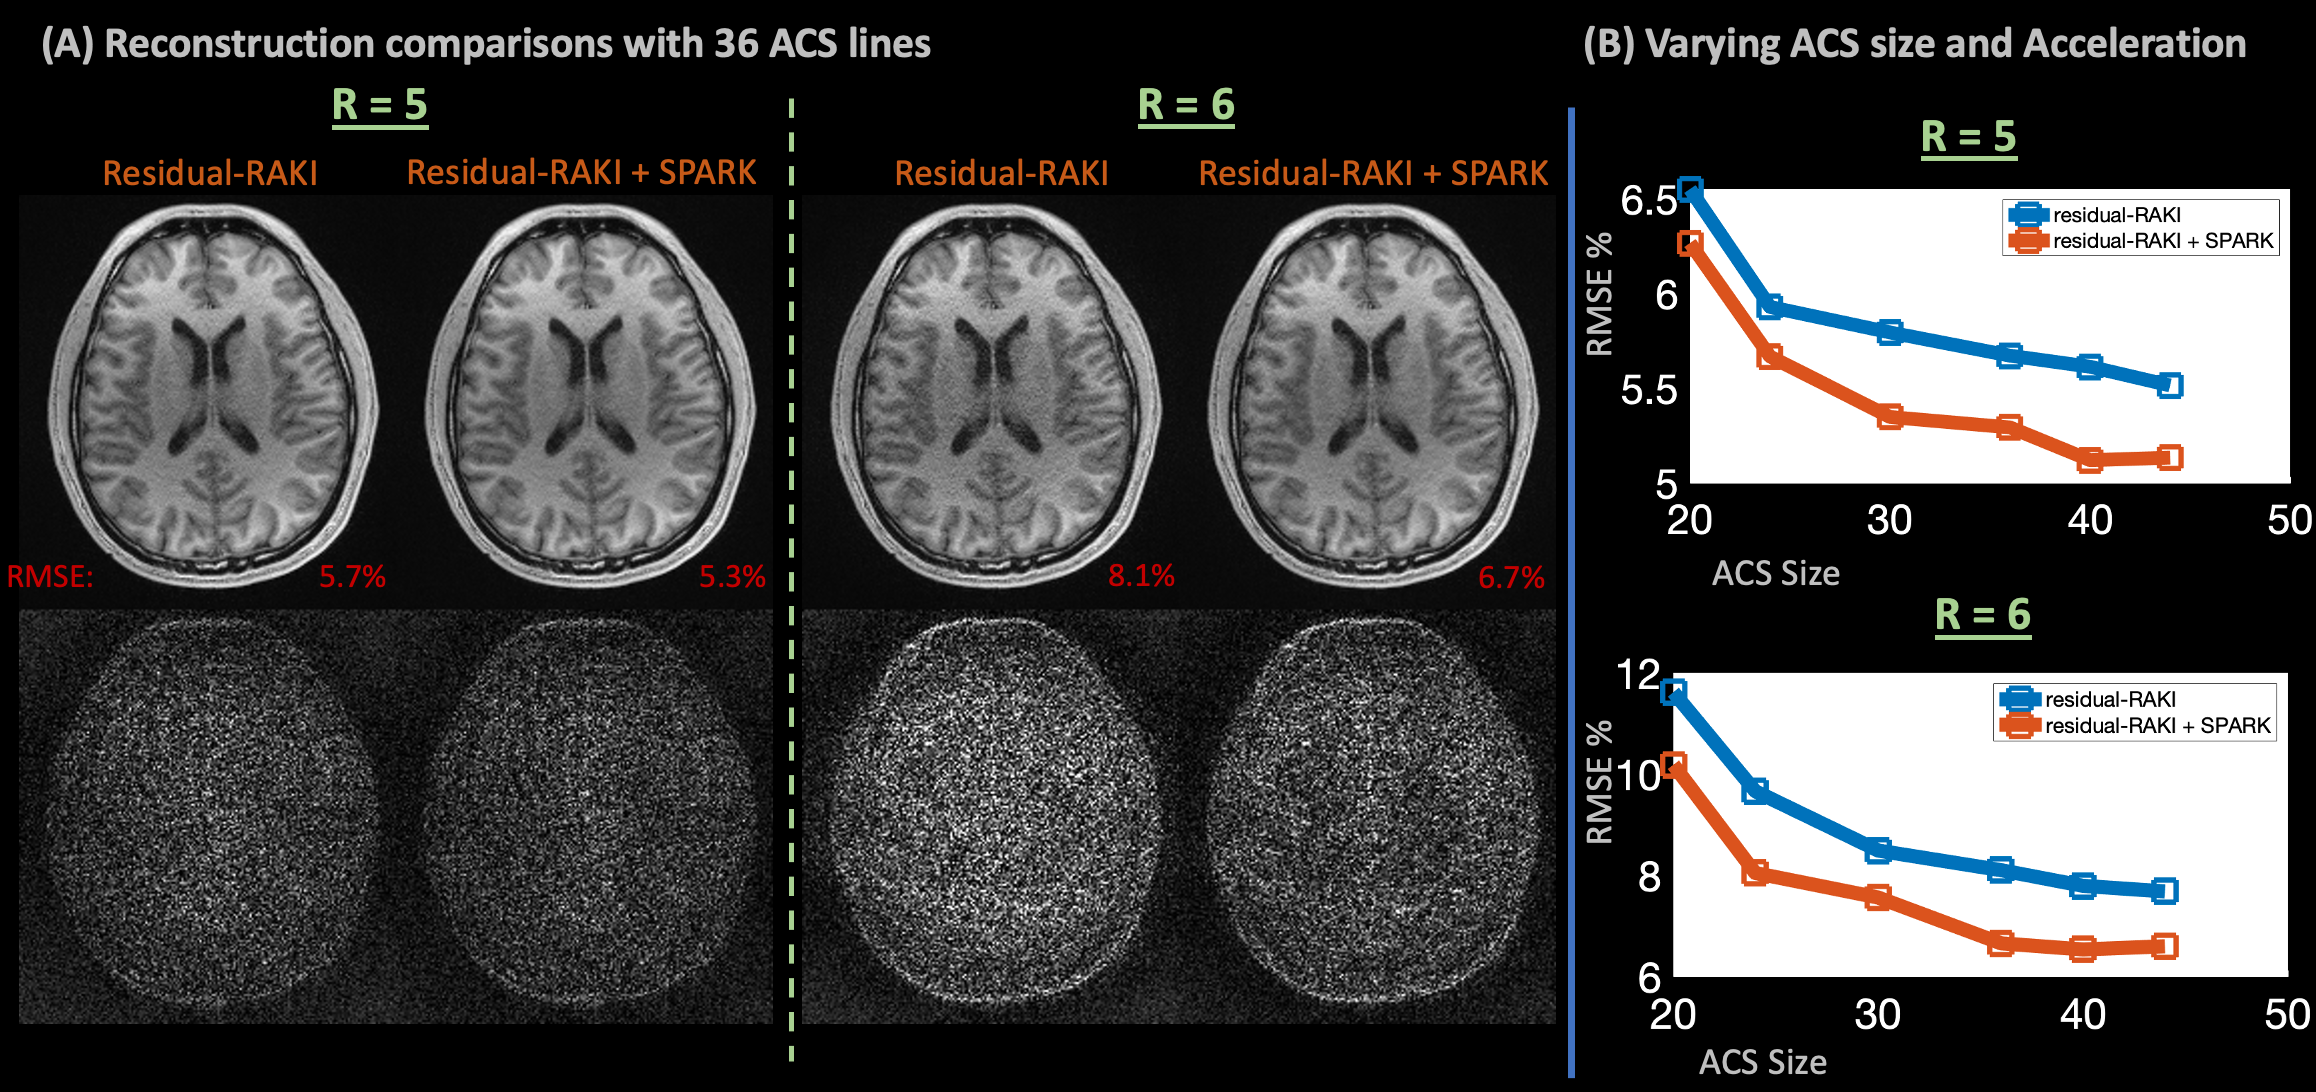 (A) Reconstruction comparisons with 36 ACS lines
R = 5
R = 6
Residual-RAKI
Residual-RAKI + SPARK
Residual-RAKI
Residual-RAKI + SPARK
RMSE:
5.7%
5.3%
8.1%
6.7%
(B) Varying ACS size and Acceleration
R = 5
6.5
6
5.5
5
RMSE %
residual-RAKI
residual-RAKI + SPARK
20
30
40
50
ACS Size
R = 6
12
10
8
6
RMSE %
residual-RAKI
residual-RAKI + SPARK
20
30
40
50
ACS Size